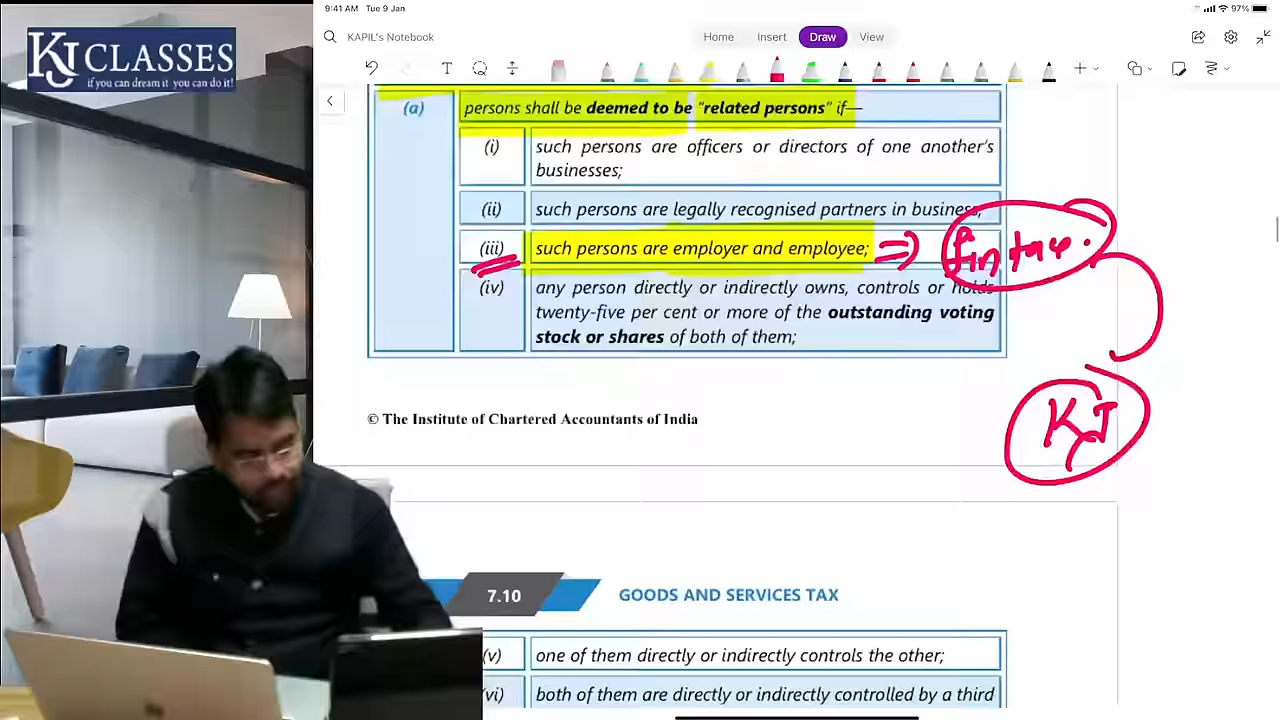 9:41 AM Tue 9 Jan
97%
KJ CLASSES
if you can dream it you can do it!
KAPIL's Notebook
Home Insert Draw View
(a) persons shall be deemed to be "related persons" if—
(i) such persons are officers or directors of one another's
businesses;
(ii) such persons are legally recognised partners in business;
(iii) such persons are employer and employee; ⇒
(iv) any person directly or indirectly owns, controls or holds
twenty-five per cent or more of the outstanding voting
stock or shares of both of them;
KJ
© The Institute of Chartered Accountants of India
7.10 GOODS AND SERVICES TAX
(v) one of them directly or indirectly controls the other;
(vi) both of them are directly or indirectly controlled by a third